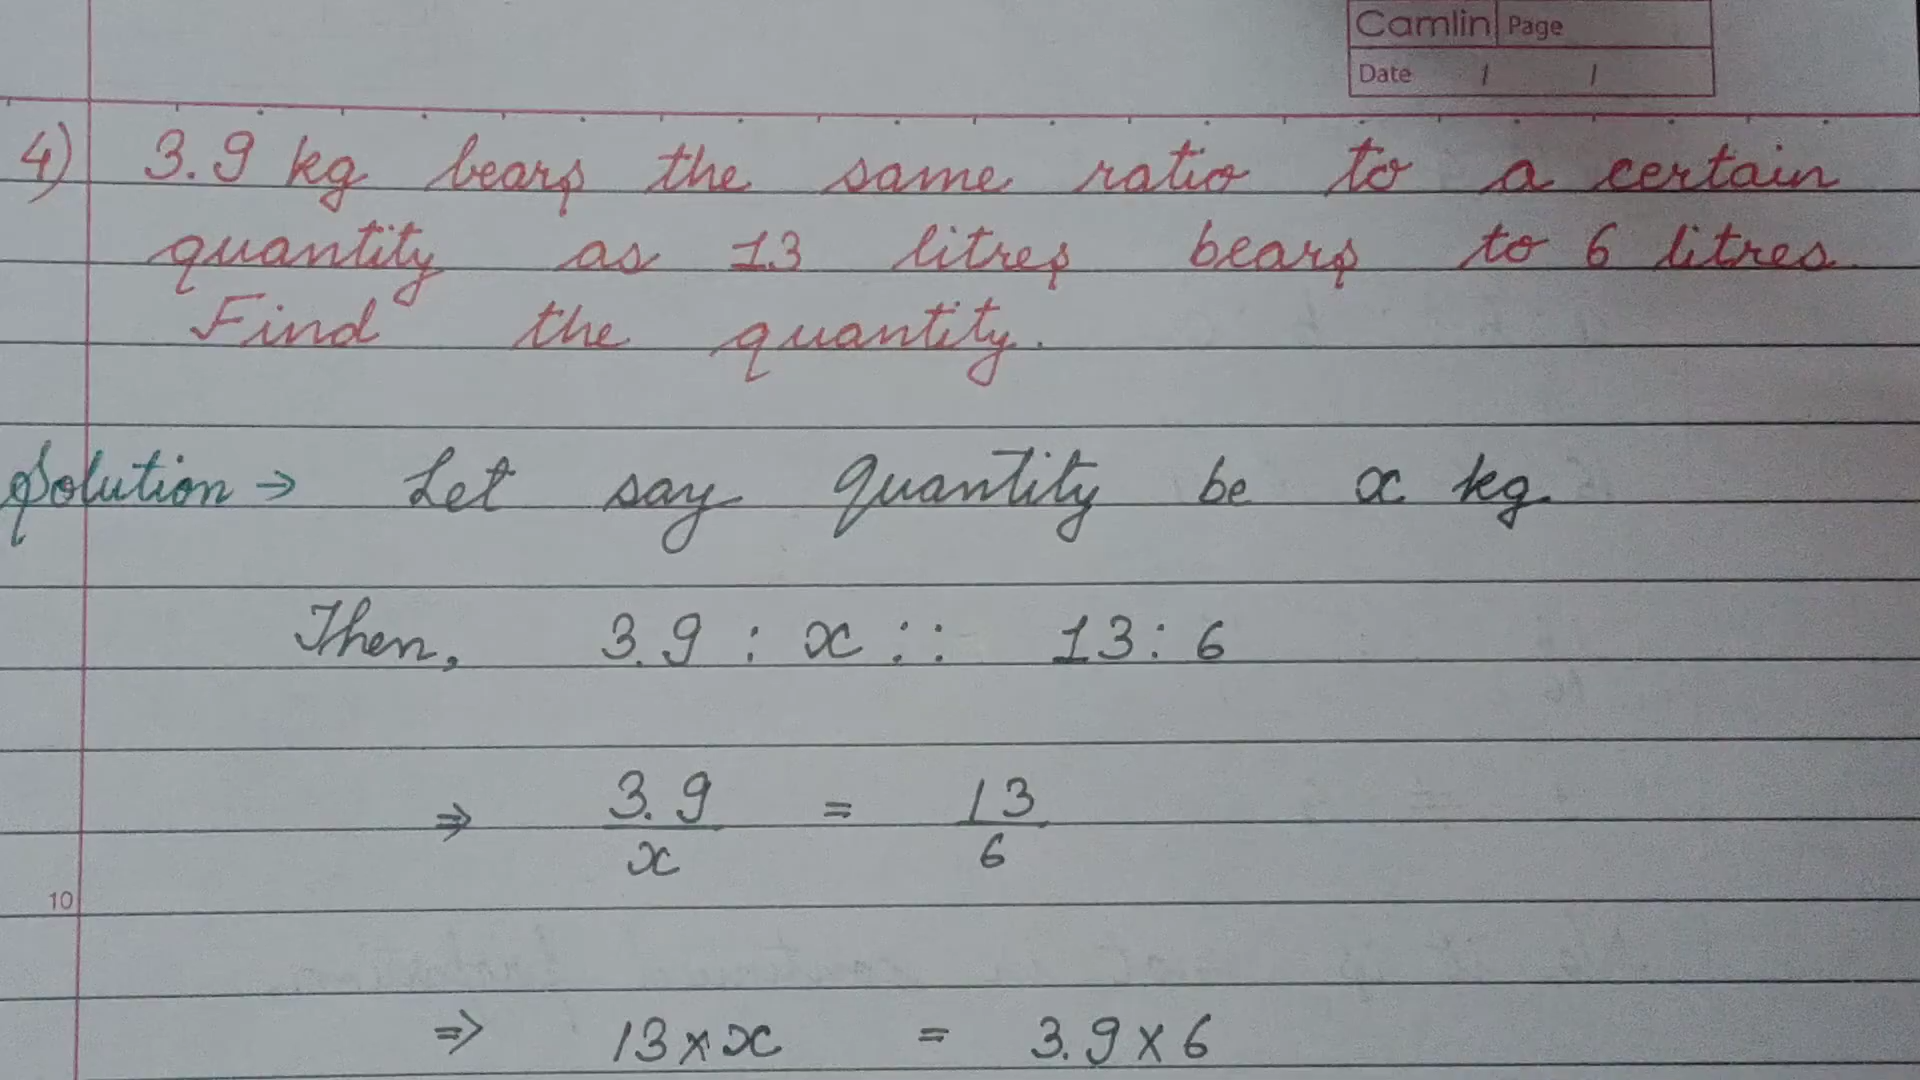 Camlin Page
Date / /
4) 3.9 kg bears the same ratio to a certain
quantity as 13 litres bears to 6 litres.
Find the quantity.
Solution → Let say quantity be x kg.
Then, 3.9 : x :: 13 : 6
⇒ 3.9/x = 13/6
10
⇒ 13 × x = 3.9 × 6